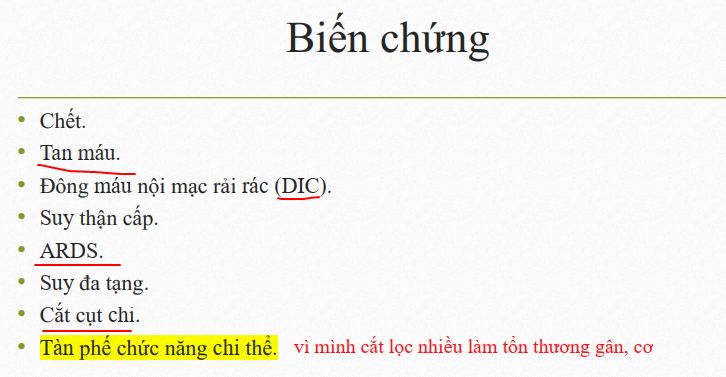 Biến chứng
• Chết.
• Tan máu.
• Đông máu nội mạc rải rác (DIC).
• Suy thận cấp.
• ARDS.
• Suy đa tạng.
• Cắt cụt chi.
• Tàn phế chức năng chi thể. vì mình cắt lọc nhiều làm tổn thương gân, cơ